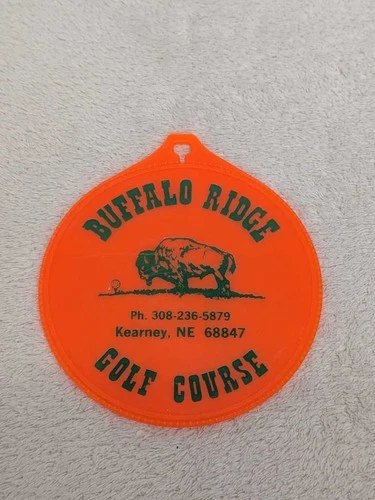 BUFFALO RIDGE
Ph. 308-236-5879
Kearney, NE 68847
GOLF COURSE